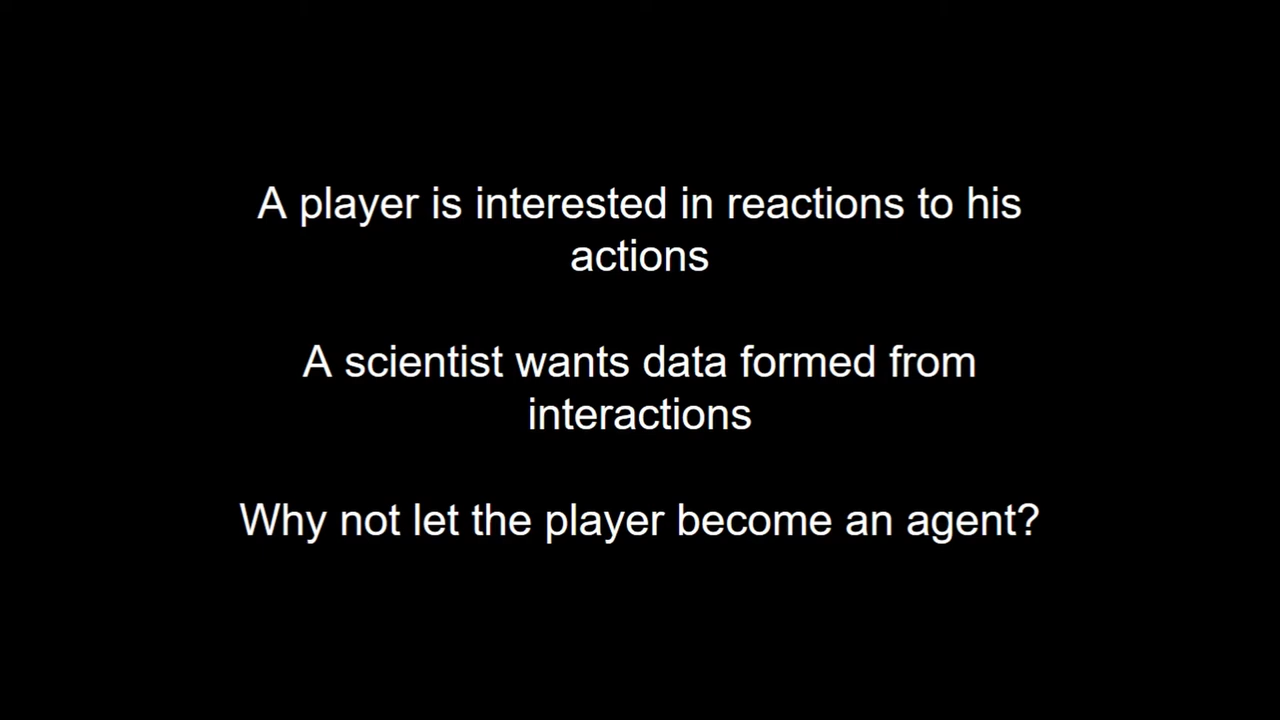 A player is interested in reactions to his
actions
A scientist wants data formed from
interactions
Why not let the player become an agent?